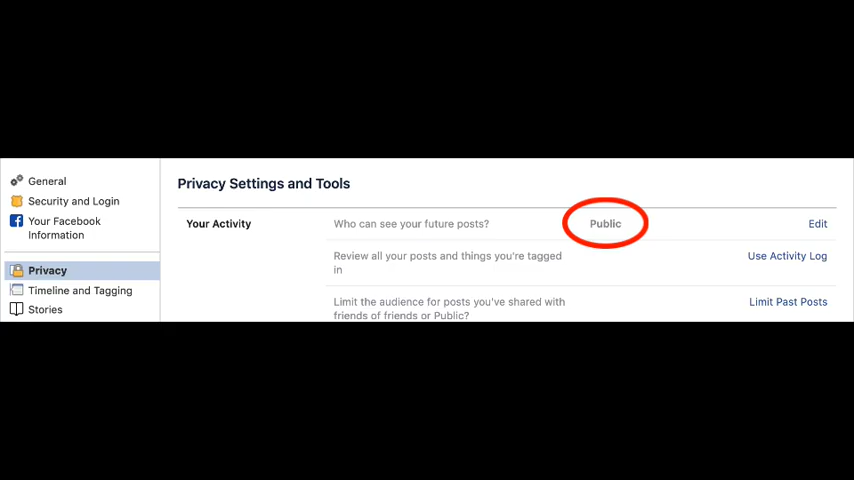 General
Security and Login
Your Facebook
Information
Privacy
Timeline and Tagging
Stories
Privacy Settings and Tools
Your Activity
Who can see your future posts?
Public
Edit
Review all your posts and things you're tagged
in
Use Activity Log
Limit the audience for posts you've shared with
friends of friends or Public?
Limit Past Posts